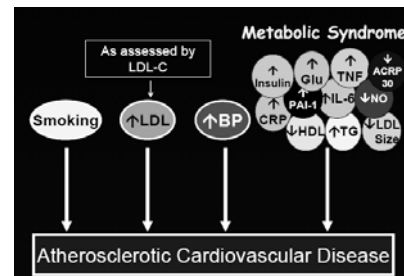 Metabolic Syndrome
As assessed by
LDL-C
Smoking
↑LDL
↑BP
↑
Insulin
↑
Glu
↑
TNF
↓
ACRP
30
↑
CRP
↑
PAI-1
↑IL-6
↓NO
↓HDL
↑TG
↓LDL
Size
Atherosclerotic Cardiovascular Disease